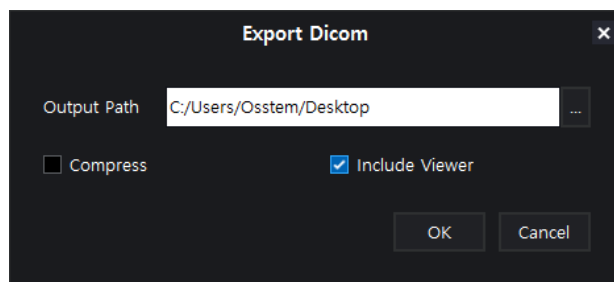 Export Dicom
Output Path C:/Users/Osstem/Desktop ...
Compress Include Viewer
OK Cancel